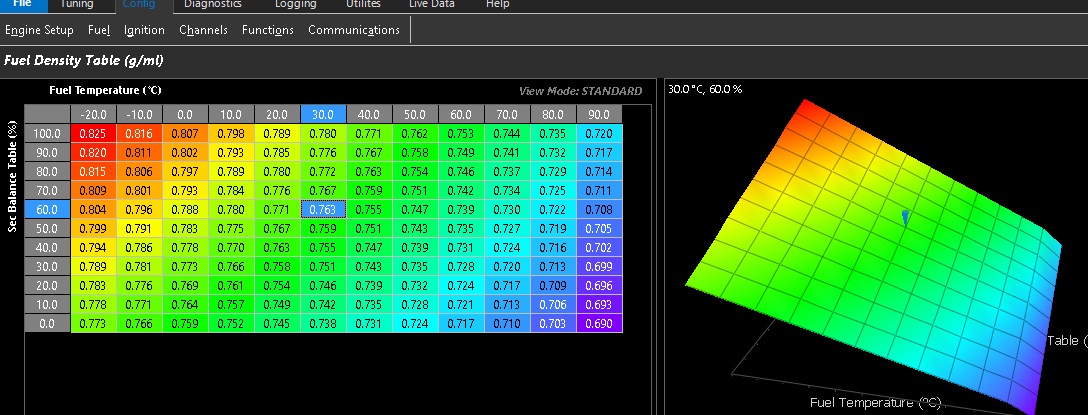 File Tuning Config Diagnostics Logging Utilites Live Data Help
Engine Setup Fuel Ignition Channels Functions Communications
Fuel Density Table (g/ml)
Fuel Temperature (°C)
View Mode: STANDARD
30.0 °C, 60.0 %
Sec Balance Table (%)
-20.0 -10.0 0.0 10.0 20.0 30.0 40.0 50.0 60.0 70.0 80.0 90.0
100.0 0.825 0.816 0.807 0.798 0.789 0.780 0.771 0.762 0.753 0.744 0.735 0.720
90.0 0.820 0.811 0.802 0.793 0.785 0.776 0.767 0.758 0.749 0.741 0.732 0.717
80.0 0.815 0.806 0.797 0.789 0.780 0.772 0.763 0.754 0.746 0.737 0.729 0.714
70.0 0.809 0.801 0.793 0.784 0.776 0.767 0.759 0.751 0.742 0.734 0.725 0.711
60.0 0.804 0.796 0.788 0.780 0.771 0.763 0.755 0.747 0.739 0.730 0.722 0.708
50.0 0.799 0.791 0.783 0.775 0.767 0.759 0.751 0.743 0.735 0.727 0.719 0.705
40.0 0.794 0.786 0.778 0.770 0.763 0.755 0.747 0.739 0.731 0.724 0.716 0.702
30.0 0.789 0.781 0.773 0.766 0.758 0.751 0.743 0.735 0.728 0.720 0.713 0.699
20.0 0.783 0.776 0.769 0.761 0.754 0.746 0.739 0.732 0.724 0.717 0.709 0.696
10.0 0.778 0.771 0.764 0.757 0.749 0.742 0.735 0.728 0.721 0.713 0.706 0.693
0.0 0.773 0.766 0.759 0.752 0.745 0.738 0.731 0.724 0.717 0.710 0.703 0.690
Table (
Fuel Temperature (°C)